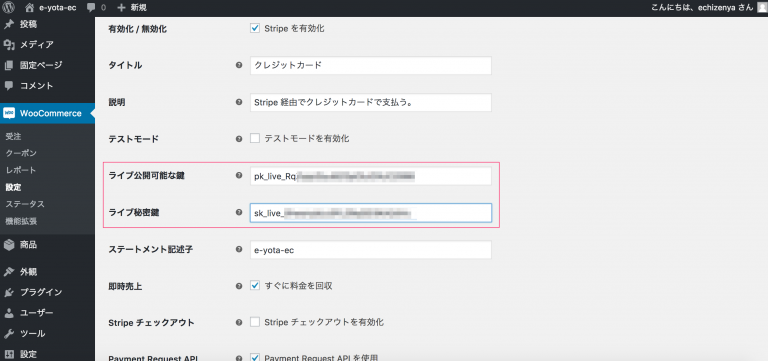 e-yota-ec 0 新規 こんにちは、echizenya さん
投稿
メディア
固定ページ
コメント
WooCommerce
受注
クーポン
レポート
設定
ステータス
機能拡張
商品
外観
プラグイン
ユーザー
ツール
設定
有効化 / 無効化 Stripe を有効化
タイトル クレジットカード
説明 Stripe 経由でクレジットカードで支払う。
テストモード テストモードを有効化
ライブ公開可能な鍵 pk_live_Rq
ライブ秘密鍵 sk_live_
ステートメント記述子 e-yota-ec
即時売上 すぐに料金を回収
Stripe チェックアウト Stripe チェックアウトを有効化
Payment Request API Payment Request API を使用